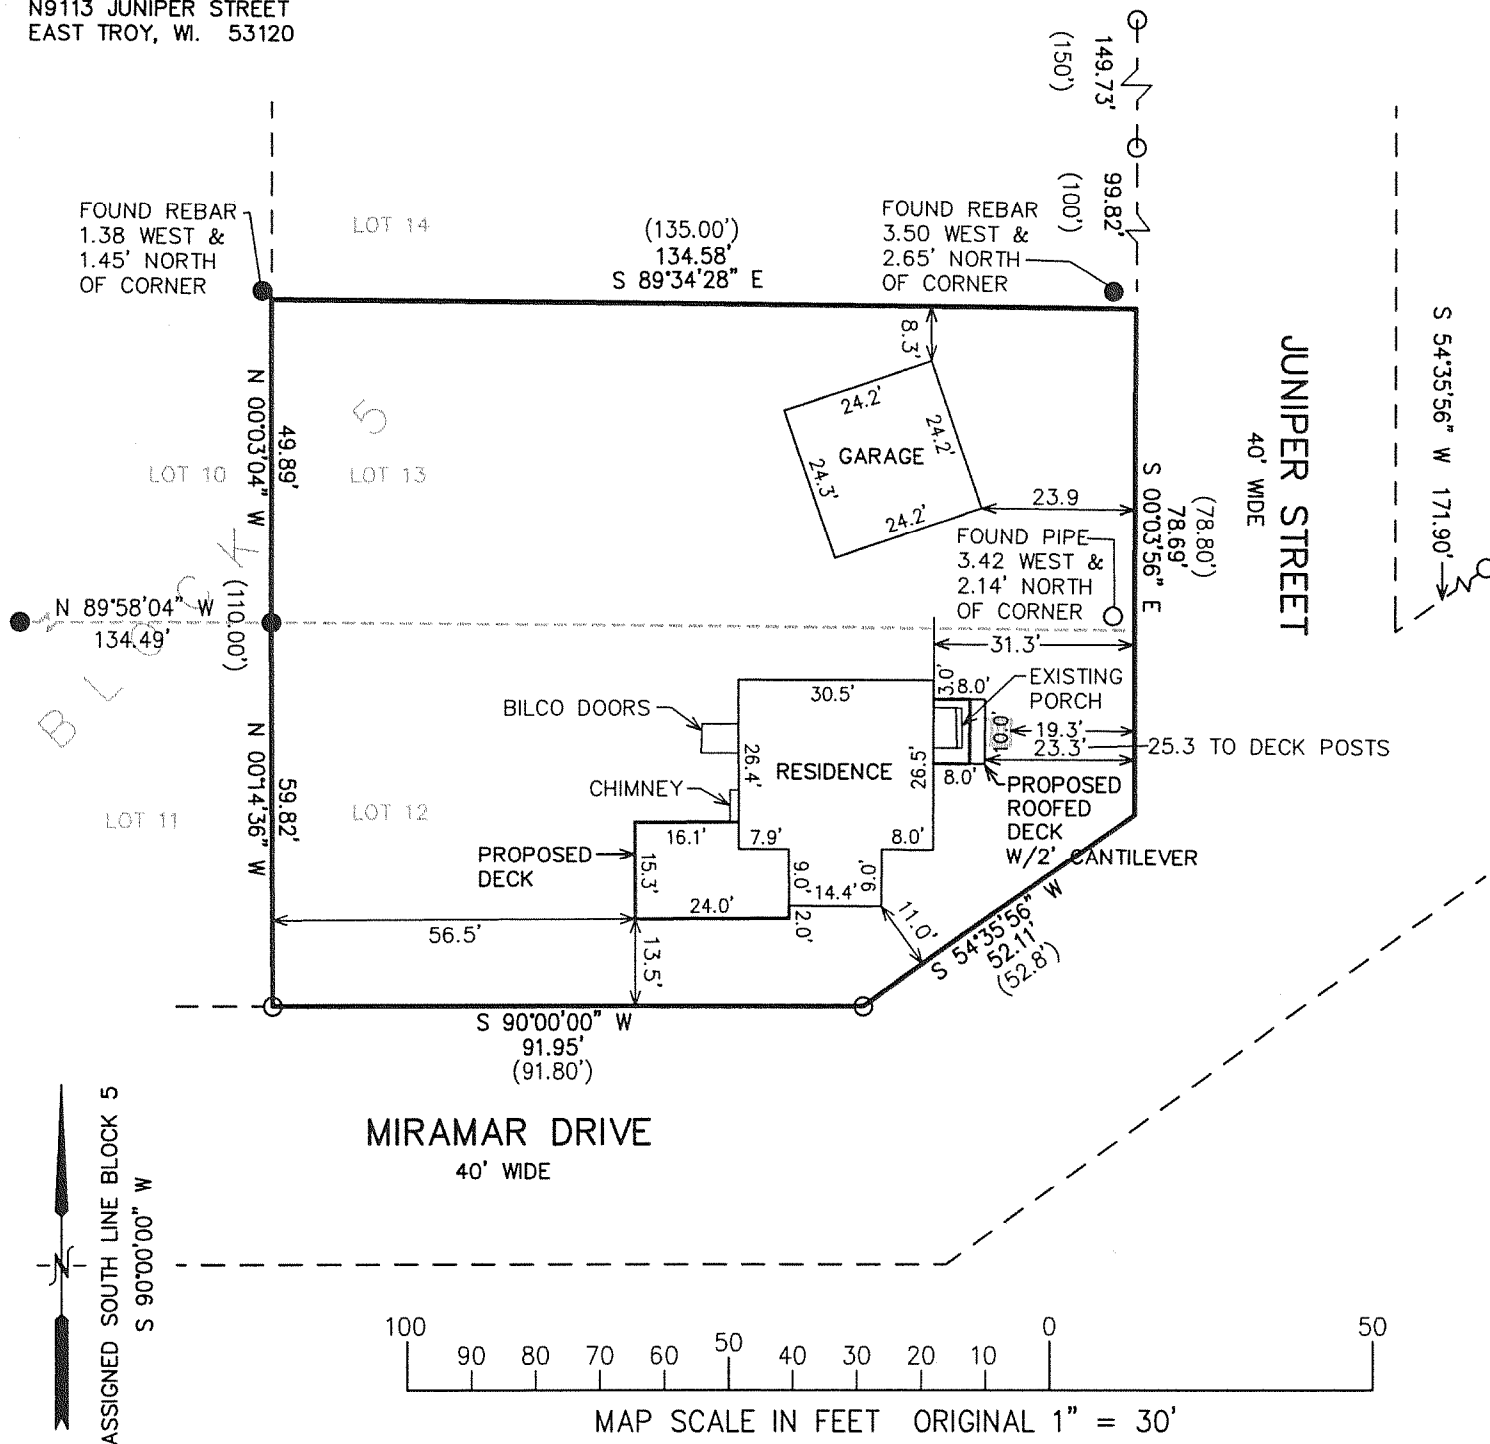 N9113 JUNIPER STREET
EAST TROY, WI. 53120
149.73'
(150')
99.82'
(100')
FOUND REBAR
1.38 WEST &
1.45' NORTH
OF CORNER
LOT 14
(135.00')
134.58'
S 89°34'28" E
FOUND REBAR
3.50 WEST &
2.65' NORTH
OF CORNER
S 54°35'56" W 171.90'
JUNIPER STREET
40' WIDE
8.3'
24.2'
24.2'
GARAGE
24.3'
24.2'
23.9
N 00°03'04" W
49.89'
BLOCK 5
LOT 10
LOT 13
S 00°03'56" E
78.69'
(78.80')
FOUND PIPE
3.42 WEST &
2.14' NORTH
OF CORNER
N 89°58'04" W
134.49'
(110.00')
31.3'
BILCO DOORS
30.5'
3.0'
8.0'
EXISTING
PORCH
10.0'
19.3'
23.3'
25.3 TO DECK POSTS
26.4'
RESIDENCE
26.5'
8.0'
CHIMNEY
PROPOSED
ROOFED
DECK
W/2' CANTILEVER
N 00°14'36" W
59.82'
LOT 11
LOT 12
16.1'
7.9'
8.0'
PROPOSED
DECK
15.3'
9.0'
14.4'
9.0'
24.0'
2.0'
11.0'
56.5'
13.5'
S 54°35'56" W
52.11'
(52.8')
S 90°00'00" W
91.95'
(91.80')
MIRAMAR DRIVE
40' WIDE
N
ASSIGNED SOUTH LINE BLOCK 5
S 90°00'00" W
100 90 80 70 60 50 40 30 20 10 0 50
MAP SCALE IN FEET ORIGINAL 1" = 30'